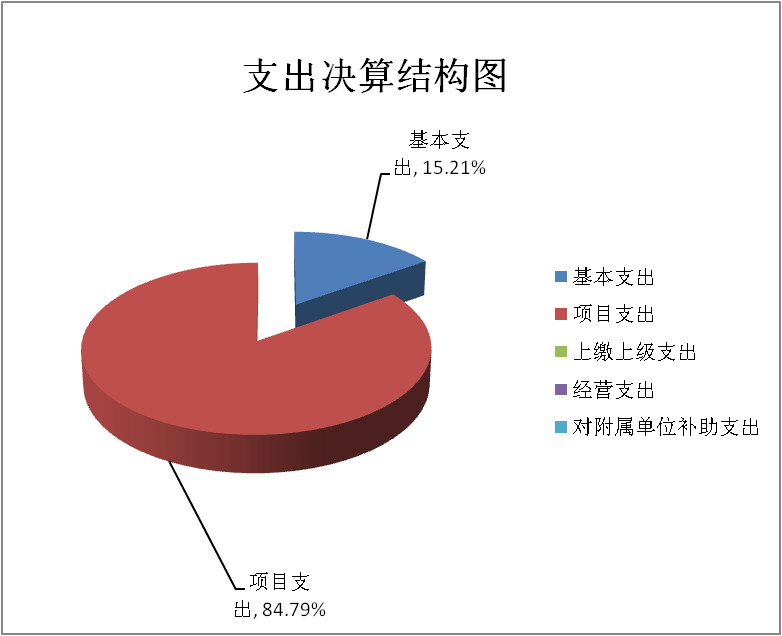 支出决算结构图
基本支
出, 15.21%
基本支出
项目支出
上缴上级支出
经营支出
对附属单位补助支出
项目支
出, 84.79%